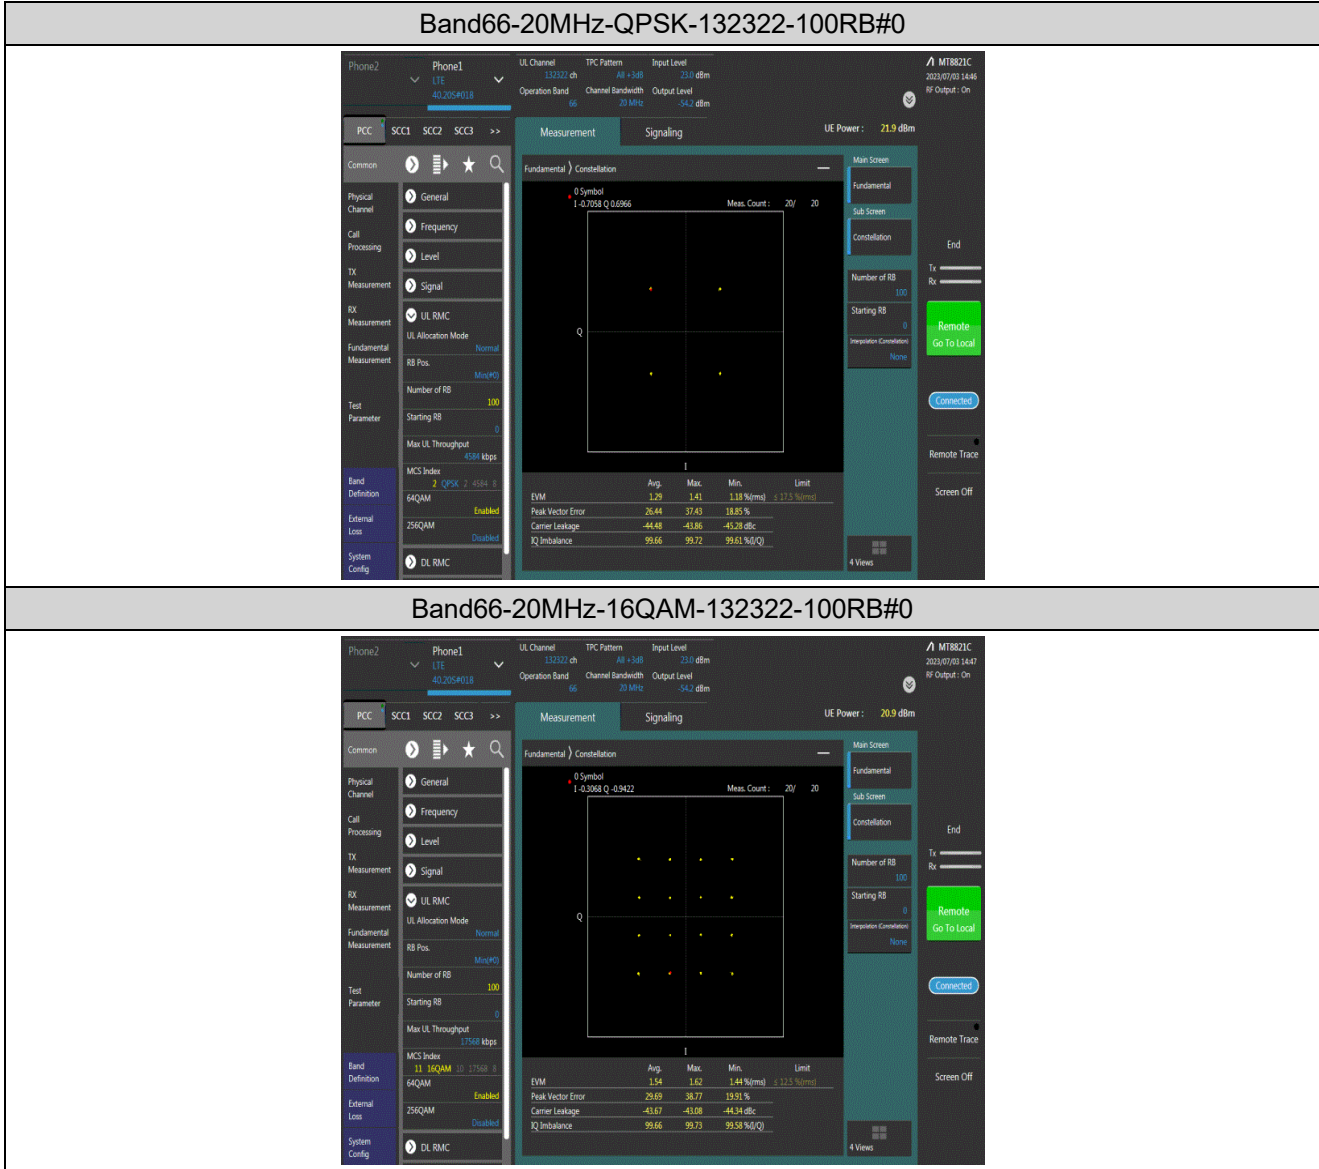 Band66-20MHz-QPSK-132322-100RB#0
Phone2 Phone1 UL Channel TPC Pattern Input Level MT8821C
LTE 132322 ch All +3dB 23.0 dBm 2023/07/03 14:46
40.20S#018 Operation Band Channel Bandwidth Output Level RF Output : On
66 20 MHz -54.2 dBm
PCC SCC1 SCC2 SCC3 >> Measurement Signaling UE Power : 21.9 dBm
Common Fundamental 〉 Constellation Main Screen
Fundamental
Physical Channel General 0 Symbol
I -0.7058 Q 0.6966 Meas. Count : 20/ 20 Sub Screen
Call Processing Frequency Constellation End
Level Tx
TX Measurement Signal Number of RB Rx
100
RX Measurement UL RMC Starting RB
0 Remote
UL Allocation Mode Q Interpolation (Constellation) Go To Local
Fundamental Measurement Normal None
RB Pos.
Min(#0)
Number of RB
100 Connected
Test Parameter Starting RB
0
Max UL Throughput
4584 kbps Remote Trace
I
MCS Index Avg. Max. Min. Limit
Band Definition 2 QPSK 2 4584 8 Screen Off
64QAM EVM 1.29 1.41 1.18 %(rms) ≤ 17.5 %(rms)
Enabled Peak Vector Error 26.44 37.43 18.85 %
External Loss 256QAM Carrier Leakage -44.48 -43.86 -45.28 dBc
Disabled IQ Imbalance 99.66 99.72 99.61 %(I/Q)
System Config DL RMC 4 Views
Band66-20MHz-16QAM-132322-100RB#0
Phone2 Phone1 UL Channel TPC Pattern Input Level MT8821C
LTE 132322 ch All +3dB 23.0 dBm 2023/07/03 14:47
40.20S#018 Operation Band Channel Bandwidth Output Level RF Output : On
66 20 MHz -54.2 dBm
PCC SCC1 SCC2 SCC3 >> Measurement Signaling UE Power : 20.9 dBm
Common Fundamental 〉 Constellation Main Screen
Fundamental
Physical Channel General 0 Symbol
I -0.3068 Q -0.9422 Meas. Count : 20/ 20 Sub Screen
Call Processing Frequency Constellation End
Level Tx
TX Measurement Signal Number of RB Rx
100
RX Measurement UL RMC Starting RB
0 Remote
UL Allocation Mode Q Interpolation (Constellation) Go To Local
Fundamental Measurement Normal None
RB Pos.
Min(#0)
Number of RB
100 Connected
Test Parameter Starting RB
0
Max UL Throughput
17568 kbps Remote Trace
I
MCS Index Avg. Max. Min. Limit
Band Definition 11 16QAM 10 17568 8 Screen Off
64QAM EVM 1.54 1.62 1.44 %(rms) ≤ 12.5 %(rms)
Enabled Peak Vector Error 29.69 38.77 19.91 %
External Loss 256QAM Carrier Leakage -43.67 -43.08 -44.34 dBc
Disabled IQ Imbalance 99.66 99.73 99.58 %(I/Q)
System Config DL RMC 4 Views